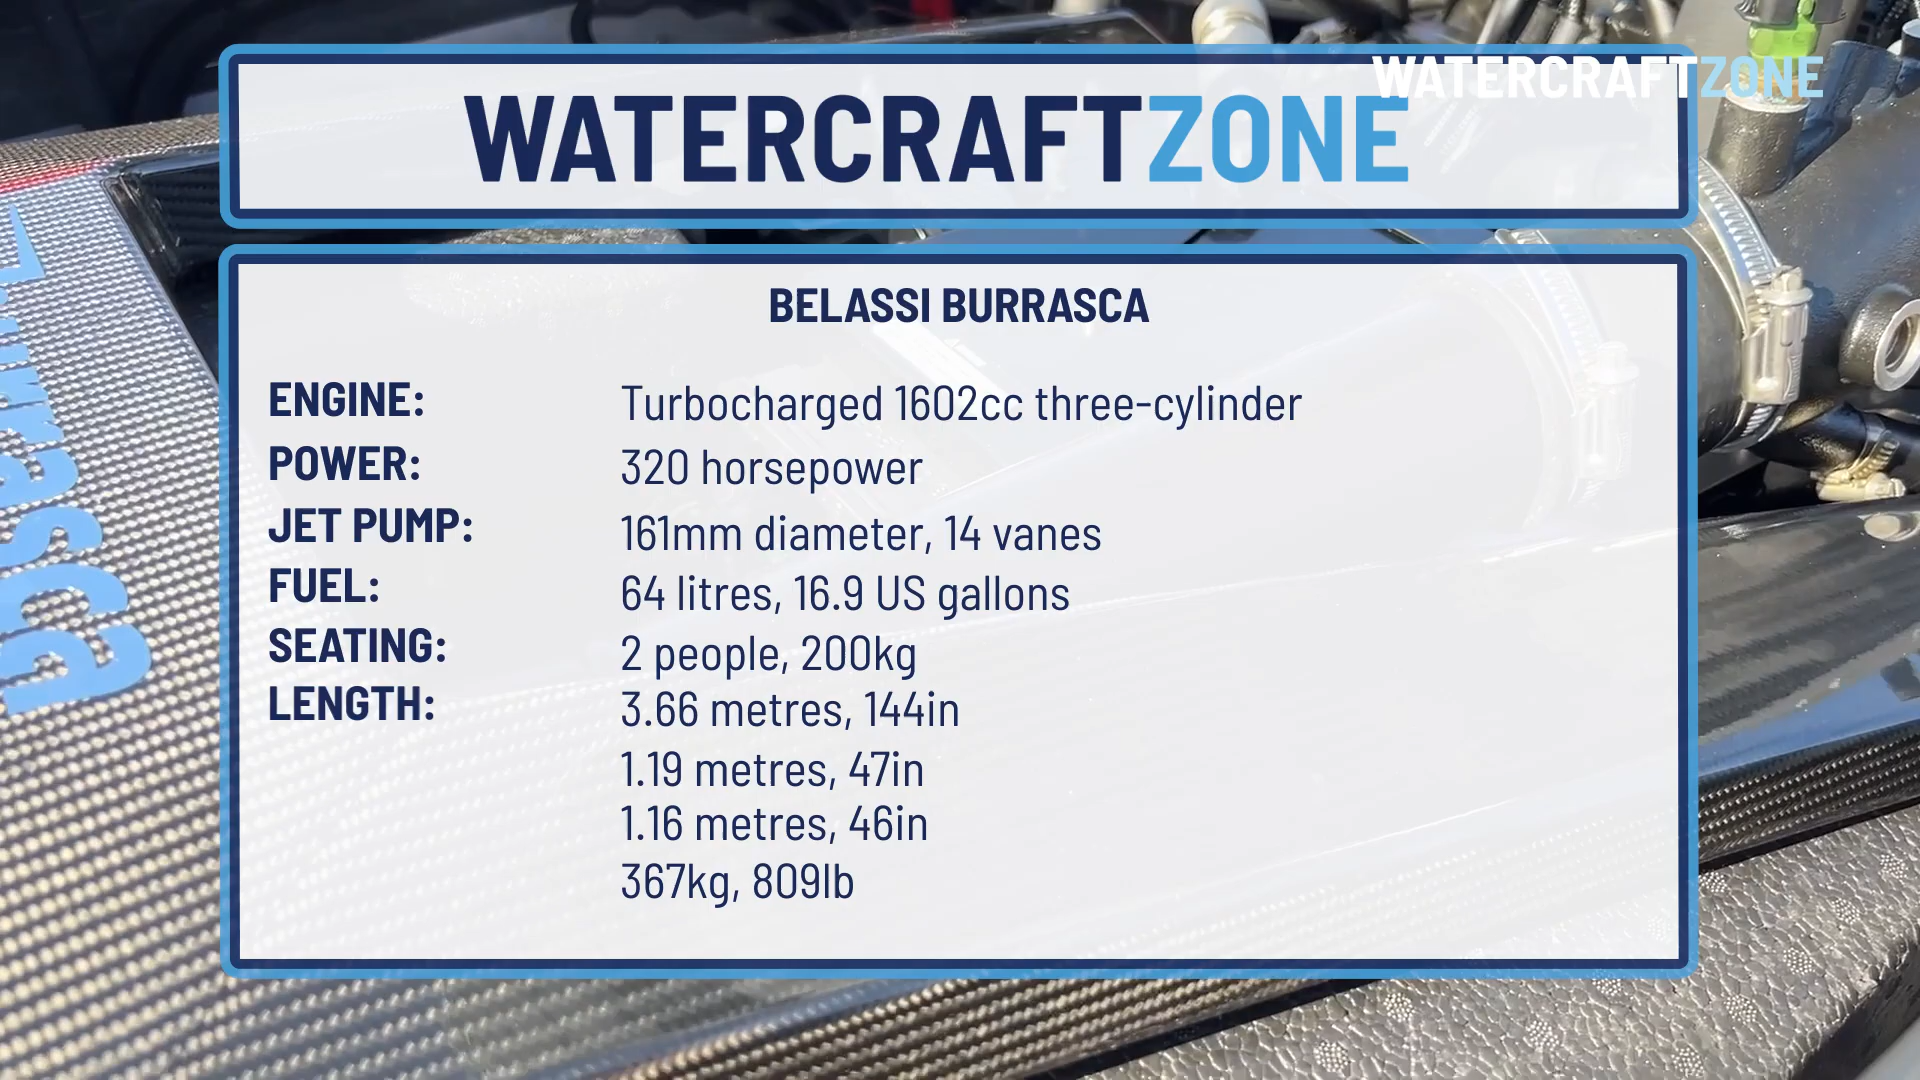 WATERCRAFTZONE
WATERCRAFTZONE
BELASSI BURRASCA
ENGINE: Turbocharged 1602cc three-cylinder
POWER: 320 horsepower
JET PUMP: 161mm diameter, 14 vanes
FUEL: 64 litres, 16.9 US gallons
SEATING: 2 people, 200kg
LENGTH: 3.66 metres, 144in
1.19 metres, 47in
1.16 metres, 46in
367kg, 809lb